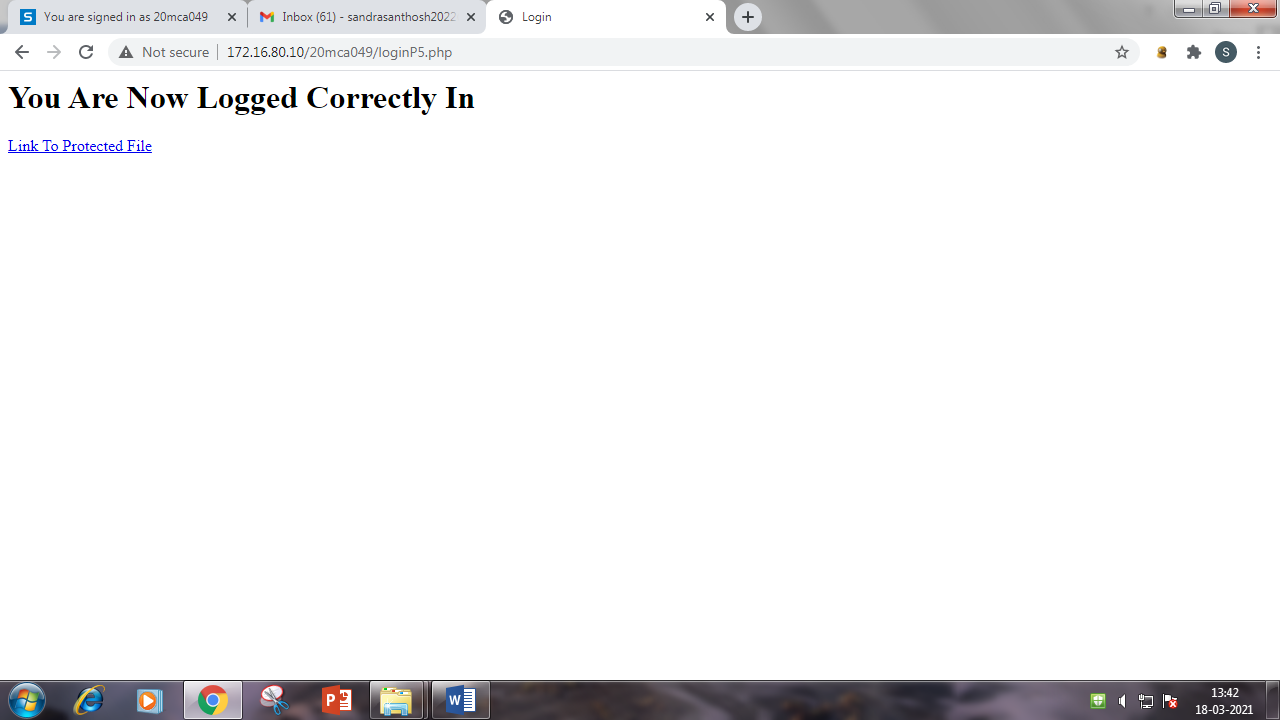 You are signed in as 20mca049
Inbox (61) - sandrasanthosh2022
Login
Not secure
172.16.80.10/20mca049/loginP5.php
S
You Are Now Logged Correctly In
Link To Protected File
13:42
18-03-2021